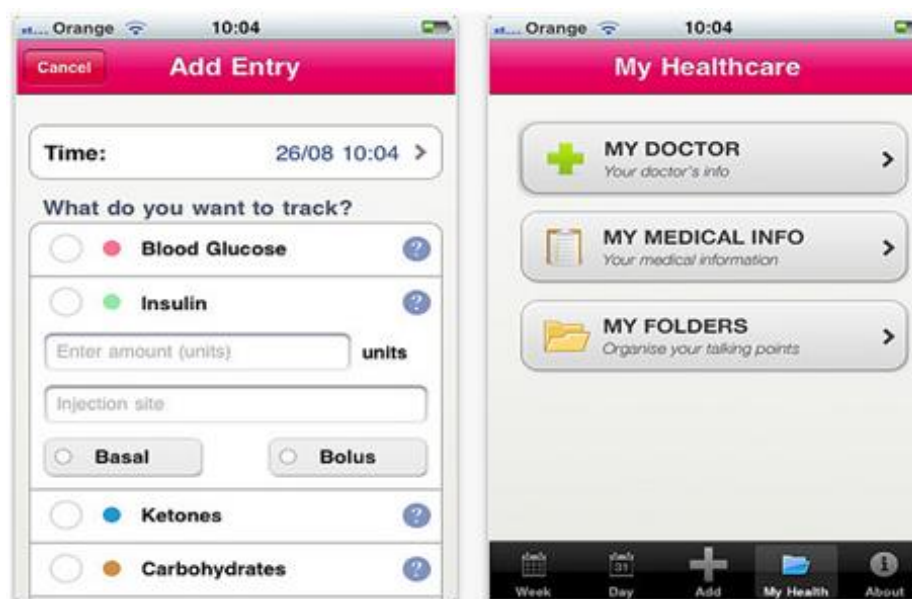 Orange 10:04
Cancel Add Entry
Time: 26/08 10:04
What do you want to track?
Blood Glucose ?
Insulin ?
Enter amount (units) units
Injection site
Basal Bolus
Ketones ?
Carbohydrates ?
Orange 10:04
My Healthcare
MY DOCTOR
Your doctor's info
MY MEDICAL INFO
Your medical information
MY FOLDERS
Organise your talking points
31
Week Day Add My Health About